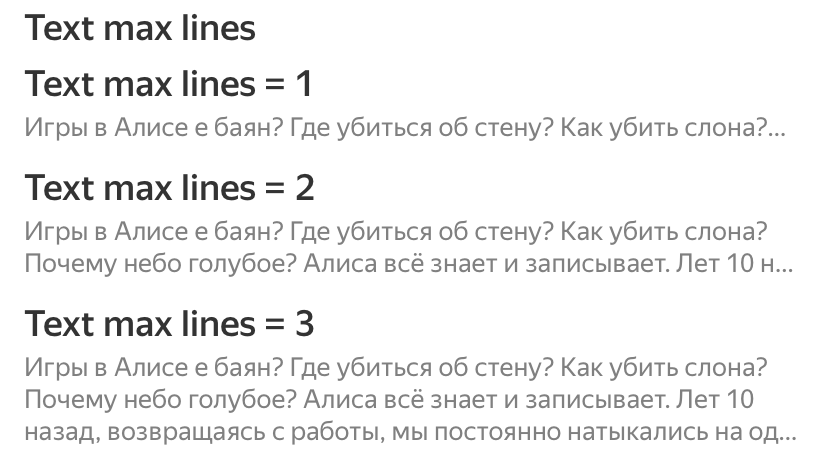 Text max lines
Text max lines = 1
Игры в Алисе е баян? Где убиться об стену? Как убить слона?...
Text max lines = 2
Игры в Алисе е баян? Где убиться об стену? Как убить слона?
Почему небо голубое? Алиса всё знает и записывает. Лет 10 н...
Text max lines = 3
Игры в Алисе е баян? Где убиться об стену? Как убить слона?
Почему небо голубое? Алиса всё знает и записывает. Лет 10
назад, возвращаясь с работы, мы постоянно натыкались на од...